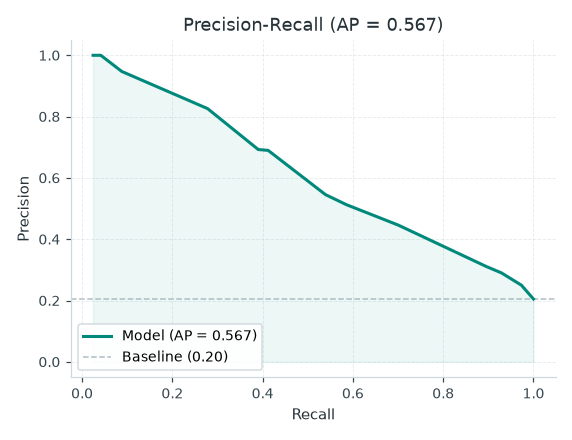 Precision-Recall (AP = 0.567)
Precision
1.0
0.8
0.6
0.4
0.2
0.0
Model (AP = 0.567)
Baseline (0.20)
0.0 0.2 0.4 0.6 0.8 1.0
Recall